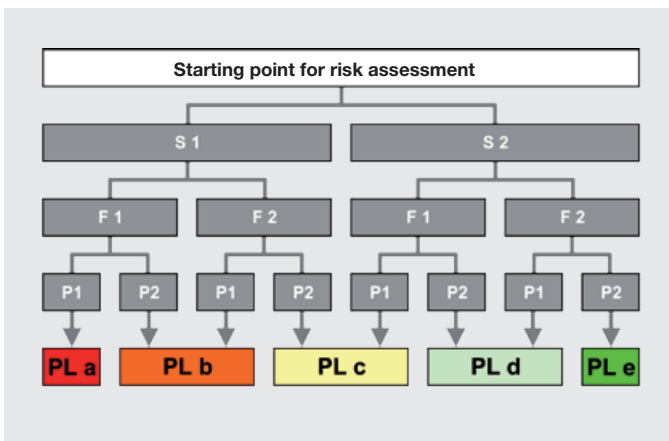 Starting point for risk assessment
S 1 S 2
F 1 F 2 F 1 F 2
P1 P2 P1 P2 P1 P2 P1 P2
PL a PL b PL c PL d PL e